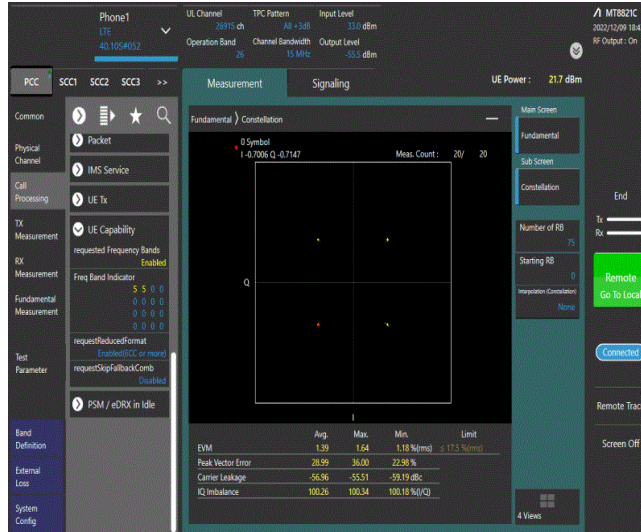 Phone1
LTE
40.10S#052
UL Channel TPC Pattern Input Level
26915 ch All +3dB 33.0 dBm
Operation Band Channel Bandwidth Output Level
26 15 MHz -55.5 dBm
MT8821C
2022/12/09 18:4
RF Output : On
PCC SCC1 SCC2 SCC3 >>
Measurement Signaling UE Power : 21.7 dBm
Common
Physical
Channel
Call
Processing
TX
Measurement
RX
Measurement
Fundamental
Measurement
Test
Parameter
Band
Definition
External
Loss
System
Config
Packet
IMS Service
UE Tx
UE Capability
requested Frequency Bands
Enabled
Freq Band Indicator
5 5 0 0
0 0 0 0
0 0 0 0
0 0 0 0
requestReducedFormat
Enabled(6CC or more)
requestSkipFallbackComb
Disabled
PSM / eDRX in Idle
Fundamental 〉 Constellation
0 Symbol
I -0.7006 Q -0.7147 Meas. Count : 20/ 20
Q
I
Avg. Max. Min. Limit
EVM 1.39 1.64 1.18 %(rms) ≤ 17.5 %(rms)
Peak Vector Error 28.99 36.00 22.98 %
Carrier Leakage -56.96 -55.51 -59.19 dBc
IQ Imbalance 100.26 100.34 100.18 %(I/Q)
Main Screen
Fundamental
Sub Screen
Constellation
Number of RB
75
Starting RB
0
Interpolation (Constellation)
None
4 Views
End
Tx
Rx
Remote
Go To Local
Connected
Remote Trac
Screen Off